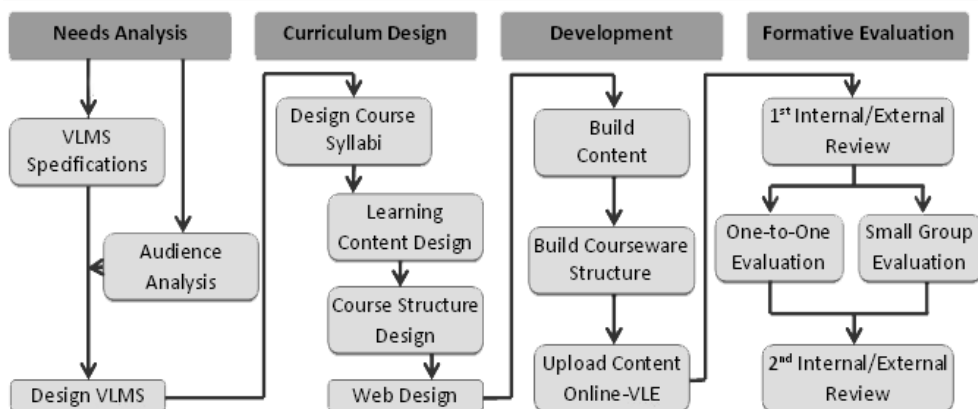 Needs Analysis
Curriculum Design
Development
Formative Evaluation
VLMS
Spedfications
Audience
Analysis
Design VLMS
Design Course
Syllabi
Learning
Content Design
Course Structure
Design
Web Design
Build
Content
Build Courseware
Structure
Upload Content
Online-VLE
1st Internal/External
Review
One-to-One
Evaluation
Small Group
Evaluation
2nd Internal/External
Review